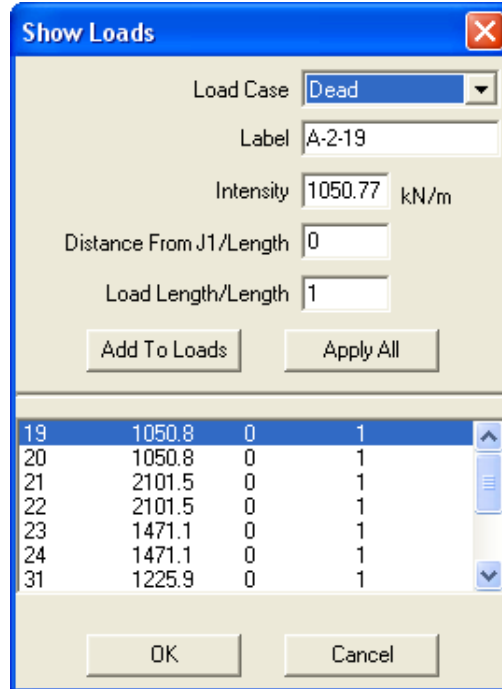 Show Loads
Load Case Dead
Label A-2-19
Intensity 1050.77 kN/m
Distance From J1/Length 0
Load Length/Length 1
Add To Loads Apply All
19 1050.8 0 1
20 1050.8 0 1
21 2101.5 0 1
22 2101.5 0 1
23 1471.1 0 1
24 1471.1 0 1
31 1225.9 0 1
OK Cancel